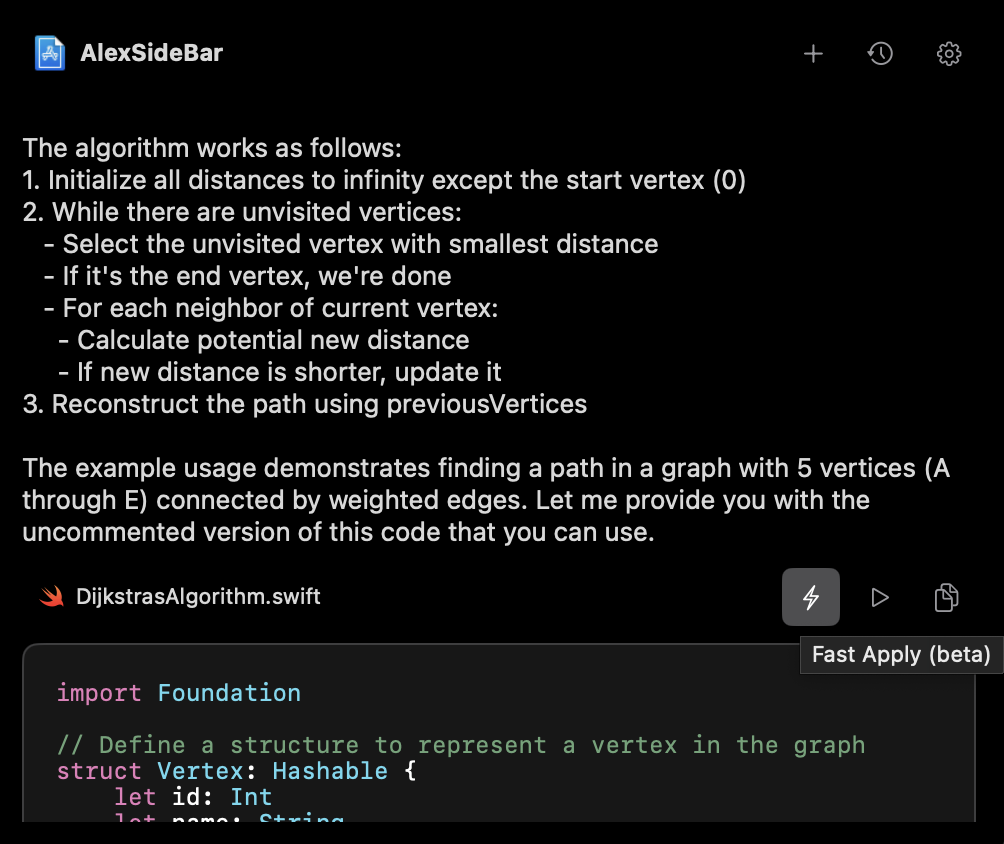 AlexSideBar
The algorithm works as follows:
1. Initialize all distances to infinity except the start vertex (0)
2. While there are unvisited vertices:
- Select the unvisited vertex with smallest distance
- If it's the end vertex, we're done
- For each neighbor of current vertex:
- Calculate potential new distance
- If new distance is shorter, update it
3. Reconstruct the path using previousVertices
The example usage demonstrates finding a path in a graph with 5 vertices (A
through E) connected by weighted edges. Let me provide you with the
uncommented version of this code that you can use.
DijkstrasAlgorithm.swift
Fast Apply (beta)
import Foundation
// Define a structure to represent a vertex in the graph
struct Vertex: Hashable {
let id: Int
let name: String